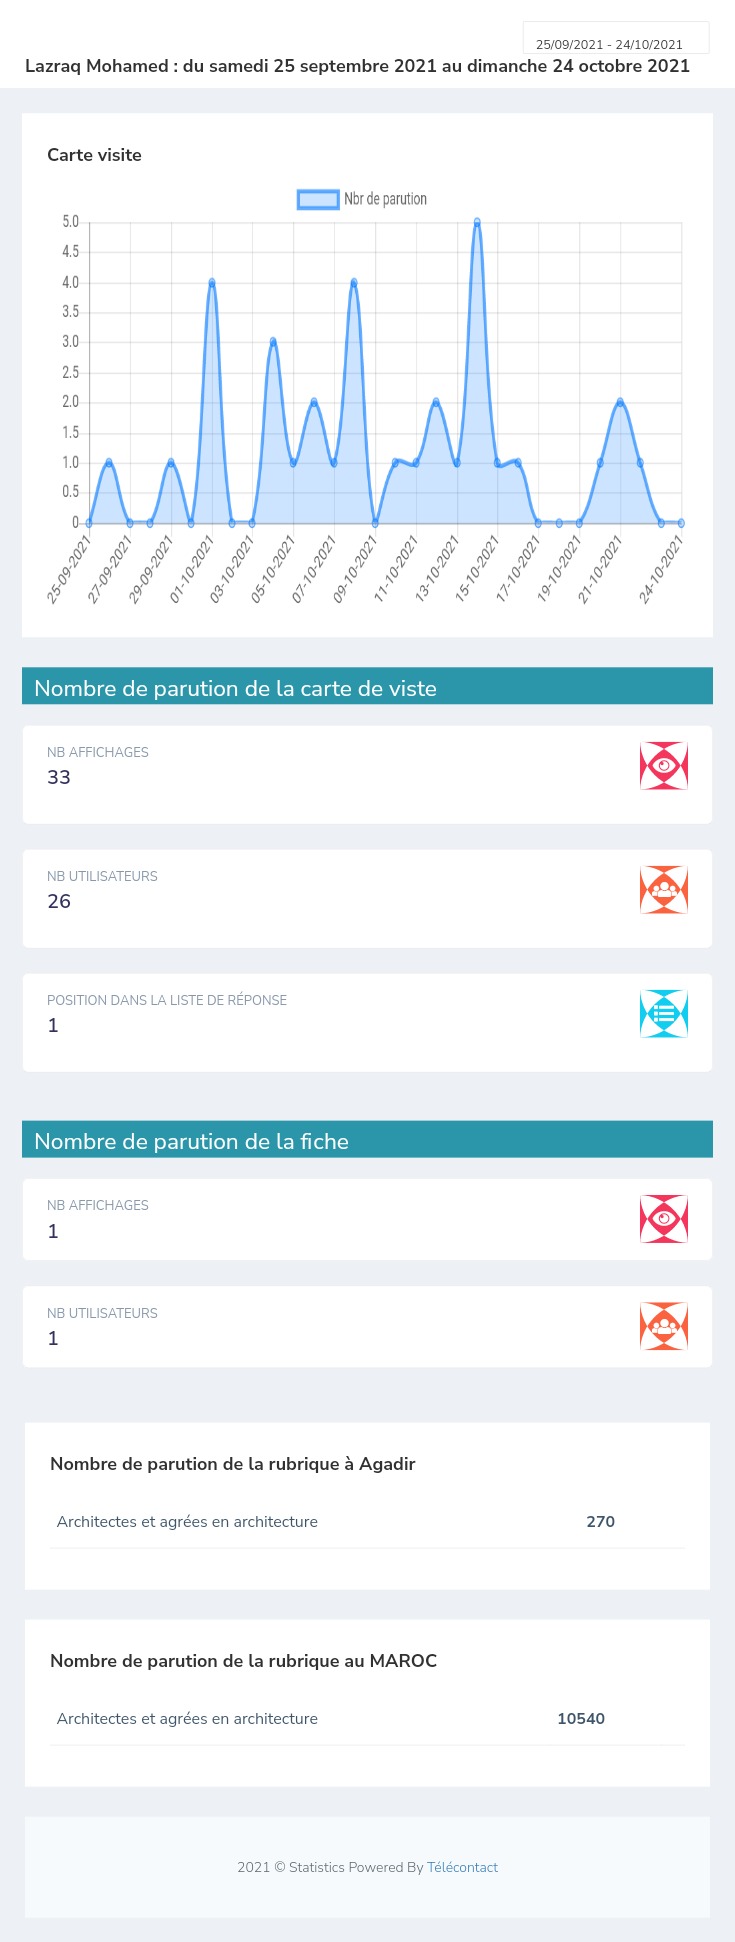 25/09/2021 - 24/10/2021
Lazraq Mohamed : du samedi 25 septembre 2021 au dimanche 24 octobre 2021
Carte visite
Nbr de parution
5.0
4.5
4.0
3.5
3.0
2.5
2.0
1.5
1.0
0.5
0
25-09-2021
27-09-2021
29-09-2021
01-10-2021
03-10-2021
05-10-2021
07-10-2021
09-10-2021
11-10-2021
13-10-2021
15-10-2021
17-10-2021
19-10-2021
21-10-2021
24-10-2021
Nombre de parution de la carte de viste
NB AFFICHAGES
33
NB UTILISATEURS
26
POSITION DANS LA LISTE DE RÉPONSE
1
Nombre de parution de la fiche
NB AFFICHAGES
1
NB UTILISATEURS
1
Nombre de parution de la rubrique à Agadir
Architectes et agrées en architecture 270
Nombre de parution de la rubrique au MAROC
Architectes et agrées en architecture 10540
2021 © Statistics Powered By Télécontact